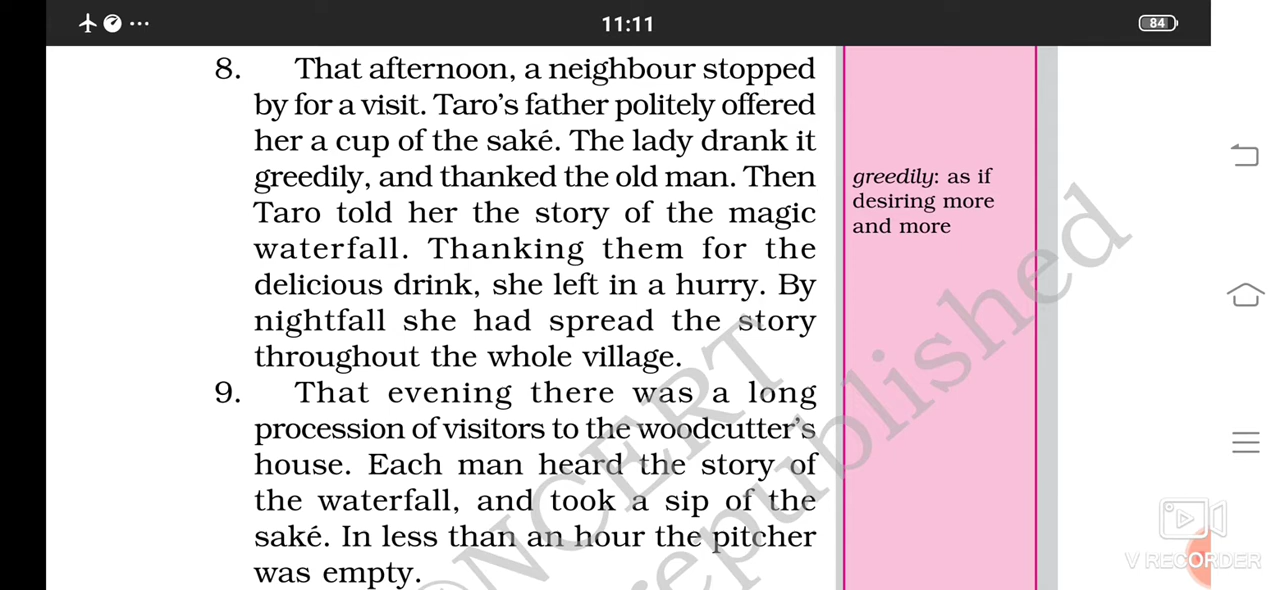 11:11
84
8. That afternoon, a neighbour stopped
by for a visit. Taro's father politely offered
her a cup of the saké. The lady drank it
greedily, and thanked the old man. Then
Taro told her the story of the magic
waterfall. Thanking them for the
delicious drink, she left in a hurry. By
nightfall she had spread the story
throughout the whole village.
9. That evening there was a long
procession of visitors to the woodcutter's
house. Each man heard the story of
the waterfall, and took a sip of the
saké. In less than an hour the pitcher
was empty.
greedily: as if
desiring more
and more
©NCERT
republished
V RECORDER